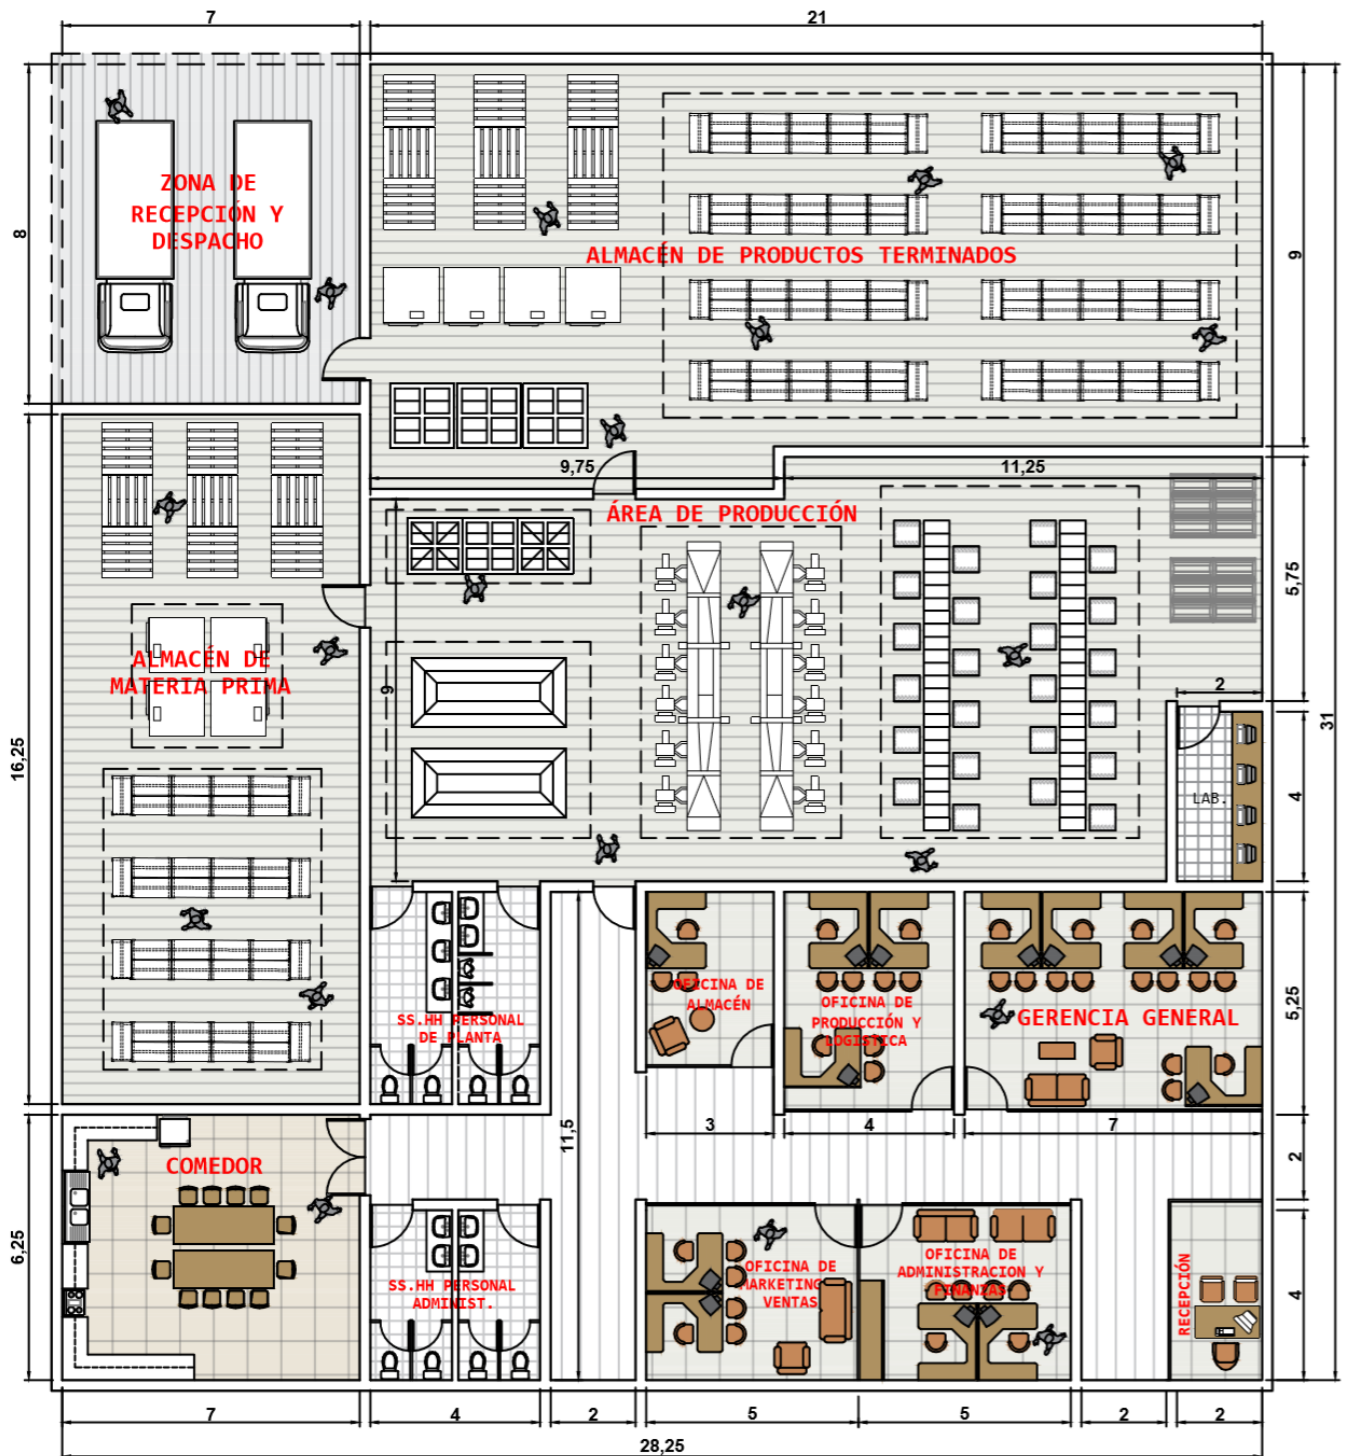 7
21
8
ZONA DE
RECEPCIÓN Y
DESPACHO
ALMACÉN DE PRODUCTOS TERMINADOS
9
31
9,75
11,25
ÁREA DE PRODUCCIÓN
5,75
ALMACÉN DE
MATERIA PRIMA
16,25
9
2
LAB.
4
SS.HH PERSONAL
DE PLANTA
OFICINA DE
ALMACÉN
OFICINA DE
PRODUCCIÓN Y
LOGISTICA
GERENCIA GENERAL
5,25
11,5
3
4
7
2
COMEDOR
6,25
SS.HH PERSONAL
ADMINIST.
OFICINA DE
MARKETING
VENTAS
OFICINA DE
ADMINISTRACION Y
FINANZAS
RECEPCIÓN
4
7
4
2
5
5
2
2
28,25